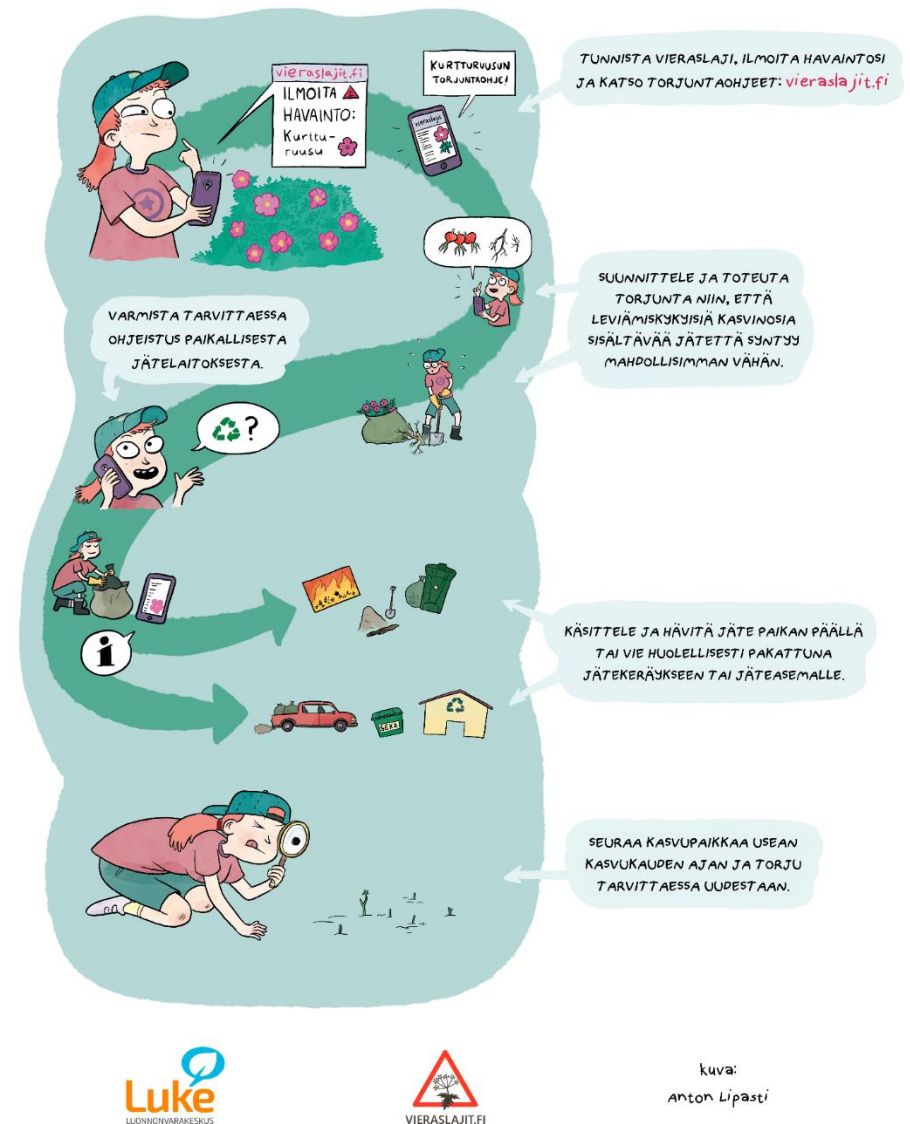 vieraslajit.fi
ILMOITA
HAVAINTO:
Kurttu-
ruusu
KURTTURUUSUN
TORJUNTAOHJE!
vieraslajit
TUNNISTA VIERASLAJI, ILMOITA HAVAINTOSI
JA KATSO TORJUNTAOHJEET: vieraslajit.fi
SUUNNITTELE JA TOTEUTA
TORJUNTA NIIN, ETTÄ
LEVIÄMISKYKYISIÄ KASVINOSIA
SISÄLTÄVÄÄ JÄTETTÄ SYNTYY
MAHDOLLISIMMAN VÄHÄN.
VARMISTA TARVITTAESSA
OHJEISTUS PAIKALLISESTA
JÄTELAITOKSESTA.
?
i
KÄSITTELE JA HÄVITÄ JÄTE PAIKAN PÄÄLLÄ
TAI VIE HUOLELLISESTI PAKATTUNA
JÄTEKERÄYKSEEN TAI JÄTEASEMALLE.
SEKA
SEURAA KASVUPAIKKAA USEAN
KASVUKAUDEN AJAN JA TORJU
TARVITTAESSA UUDESTAAN.
Luke
LUONNONVARAKESKUS
VIERASLAJIT.FI
kuva:
Anton Lipasti